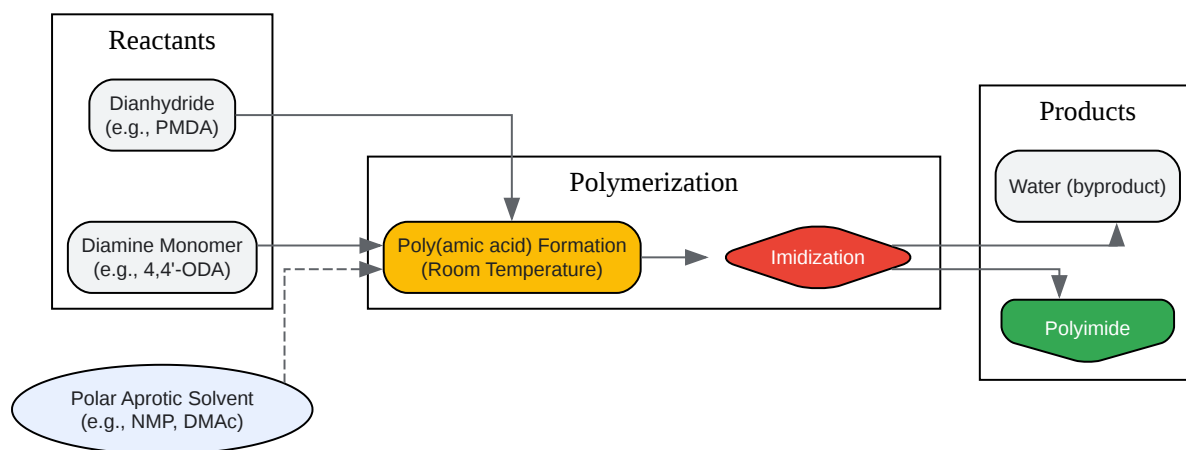 Reactants
Dianhydride
(e.g., PMDA)
Diamine Monomer
(e.g., 4,4'-ODA)
Polar Aprotic Solvent
(e.g., NMP, DMAc)
Polymerization
Poly(amic acid) Formation
(Room Temperature)
Imidization
Products
Water (byproduct)
Polyimide